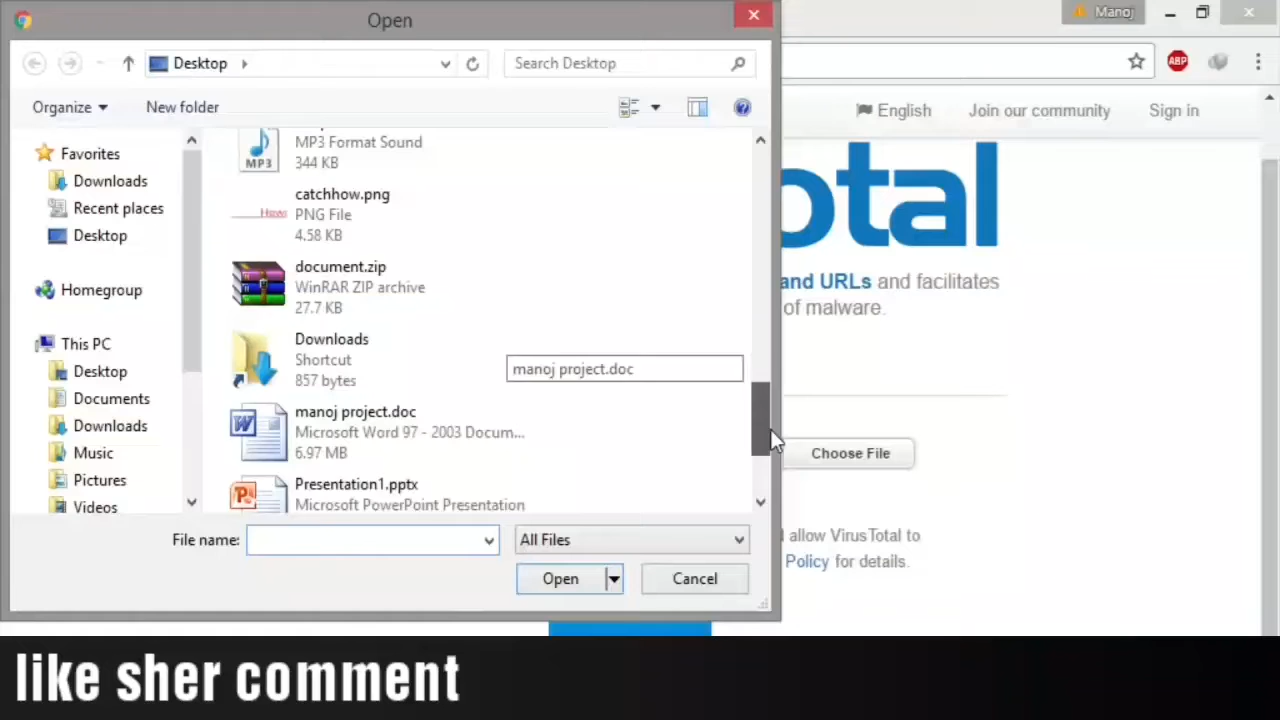 Open
Manoj
Desktop
Search Desktop
ABP
Organize
New folder
English
Join our community
Sign in
Favorites
Downloads
Recent places
Desktop
Homegroup
This PC
Desktop
Documents
Downloads
Music
Pictures
Videos
MP3
MP3 Format Sound
344 KB
catchhow.png
PNG File
4.58 KB
document.zip
WinRAR ZIP archive
27.7 KB
Downloads
Shortcut
857 bytes
manoj project.doc
manoj project.doc
Microsoft Word 97 - 2003 Docum...
6.97 MB
Presentation1.pptx
Microsoft PowerPoint Presentation
otal
and URLs and facilitates
of malware.
Choose File
allow VirusTotal to
Policy for details.
File name:
All Files
Open
Cancel
like sher comment